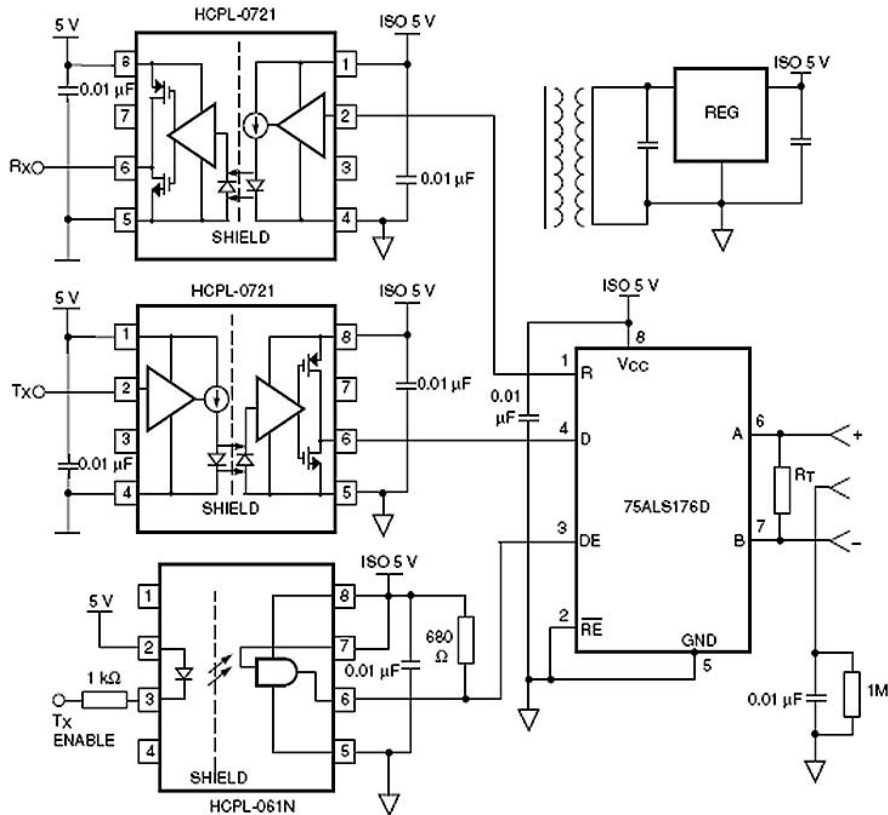 HCPL-0721
5 V
ISO 5 V
8
1
0.01 µF
7
2
RX
6
3
0.01 µF
5
4
SHIELD
ISO 5 V
REG
HCPL-0721
5 V
ISO 5 V
1
8
TX
2
7
0.01 µF
3
6
0.01 µF
4
5
SHIELD
ISO 5 V
8
VCC
1
R
0.01
µF
4
D
A
6
+
RT
75ALS176D
3
DE
B
7
–
2
RE
GND
5
0.01 µF
1M
ISO 5 V
1
8
5 V
2
7
680
Ω
0.01 µF
1 kΩ
3
6
TX
ENABLE
4
5
SHIELD
HCPL-061N